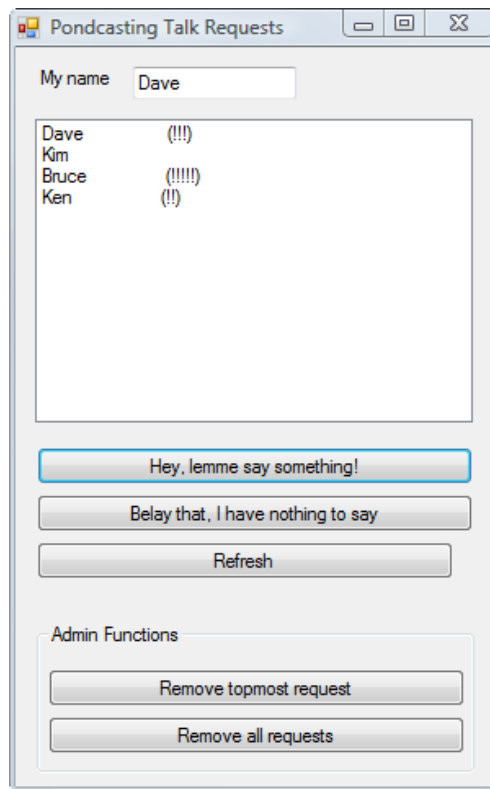 Pondcasting Talk Requests
My name Dave
Dave (!!!)
Kim
Bruce (!!!!!)
Ken (!!)
Hey, lemme say something!
Belay that, I have nothing to say
Refresh
Admin Functions
Remove topmost request
Remove all requests